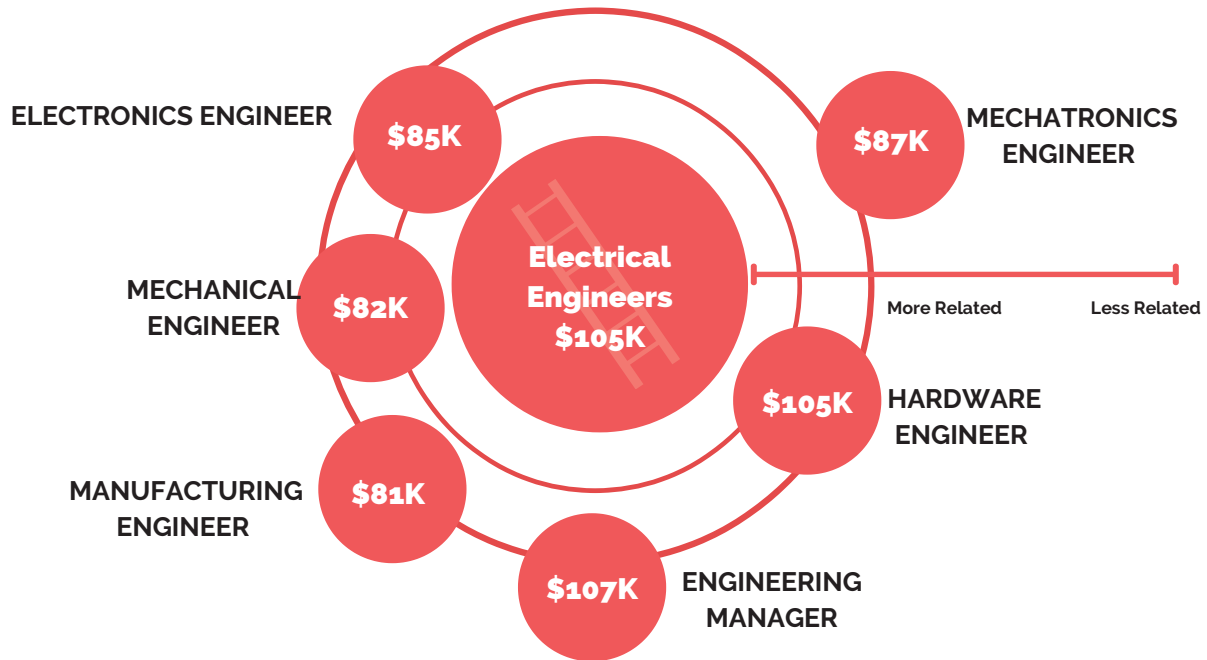 ELECTRONICS ENGINEER
$85K
$87K
MECHATRONICS
ENGINEER
Electrical
Engineers
$105K
MECHANICAL
ENGINEER
$82K
More Related
Less Related
$105K
HARDWARE
ENGINEER
MANUFACTURING
ENGINEER
$81K
$107K
ENGINEERING
MANAGER